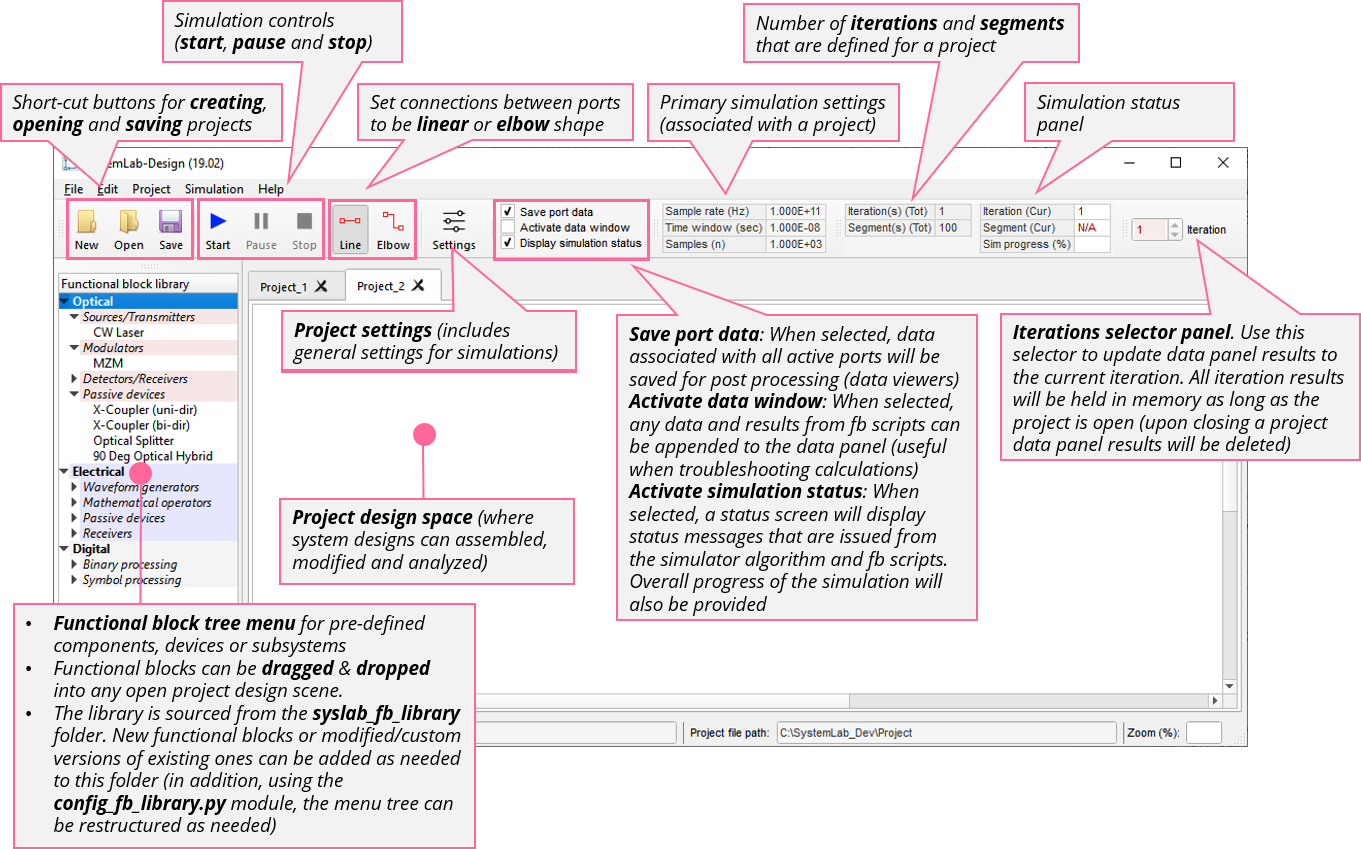 Simulation controls
(start, pause and stop)
Number of iterations and segments
that are defined for a project
Short-cut buttons for creating,
opening and saving projects
Set connections between ports
to be linear or elbow shape
Primary simulation settings
(associated with a project)
Simulation status
panel
emLab-Design (19.02)
File Edit Project Simulation Help
New Open Save Start Pause Stop Line Elbow Settings
Save port data
Activate data window
Display simulation status
Sample rate (Hz) 1.000E+11
Time window (sec) 1.000E-08
Samples (n) 1.000E+03
Iteration(s) (Tot) 1
Segment(s) (Tot) 100
Iteration (Cur) 1
Segment (Cur) N/A
Sim progress (%)
1 Iteration
Functional block library
Optical
Sources/Transmitters
CW Laser
Modulators
MZM
Detectors/Receivers
Passive devices
X-Coupler (uni-dir)
X-Coupler (bi-dir)
Optical Splitter
90 Deg Optical Hybrid
Electrical
Waveform generators
Mathematical operators
Passive devices
Receivers
Digital
Binary processing
Symbol processing
Project_1 Project_2
Project settings (includes
general settings for simulations)
Project design space (where
system designs can assembled,
modified and analyzed)
Save port data: When selected, data
associated with all active ports will be
saved for post processing (data viewers)
Activate data window: When selected,
any data and results from fb scripts can
be appended to the data panel (useful
when troubleshooting calculations)
Activate simulation status: When
selected, a status screen will display
status messages that are issued from
the simulator algorithm and fb scripts.
Overall progress of the simulation will
also be provided
Iterations selector panel. Use this
selector to update data panel results to
the current iteration. All iteration results
will be held in memory as long as the
project is open (upon closing a project
data panel results will be deleted)
• Functional block tree menu for pre-defined
components, devices or subsystems
• Functional blocks can be dragged & dropped
into any open project design scene.
• The library is sourced from the syslab_fb_library
folder. New functional blocks or modified/custom
versions of existing ones can be added as needed
to this folder (in addition, using the
config_fb_library.py module, the menu tree can
be restructured as needed)
Project file path: C:\SystemLab_Dev\Project Zoom (%):